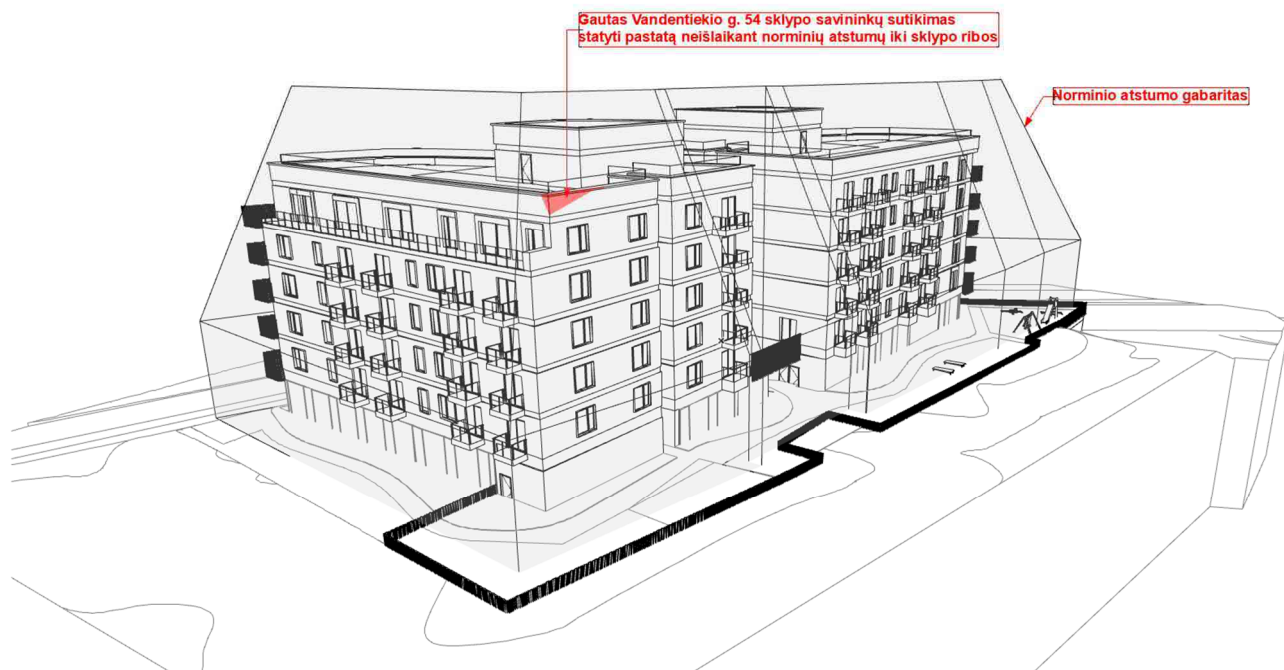 Gautas Vandentiekio g. 54 sklypo savininkų sutikimas
statyti pastatą neišlaikant norminių atstumų iki sklypo ribos
Norminio atstumo gabaritas